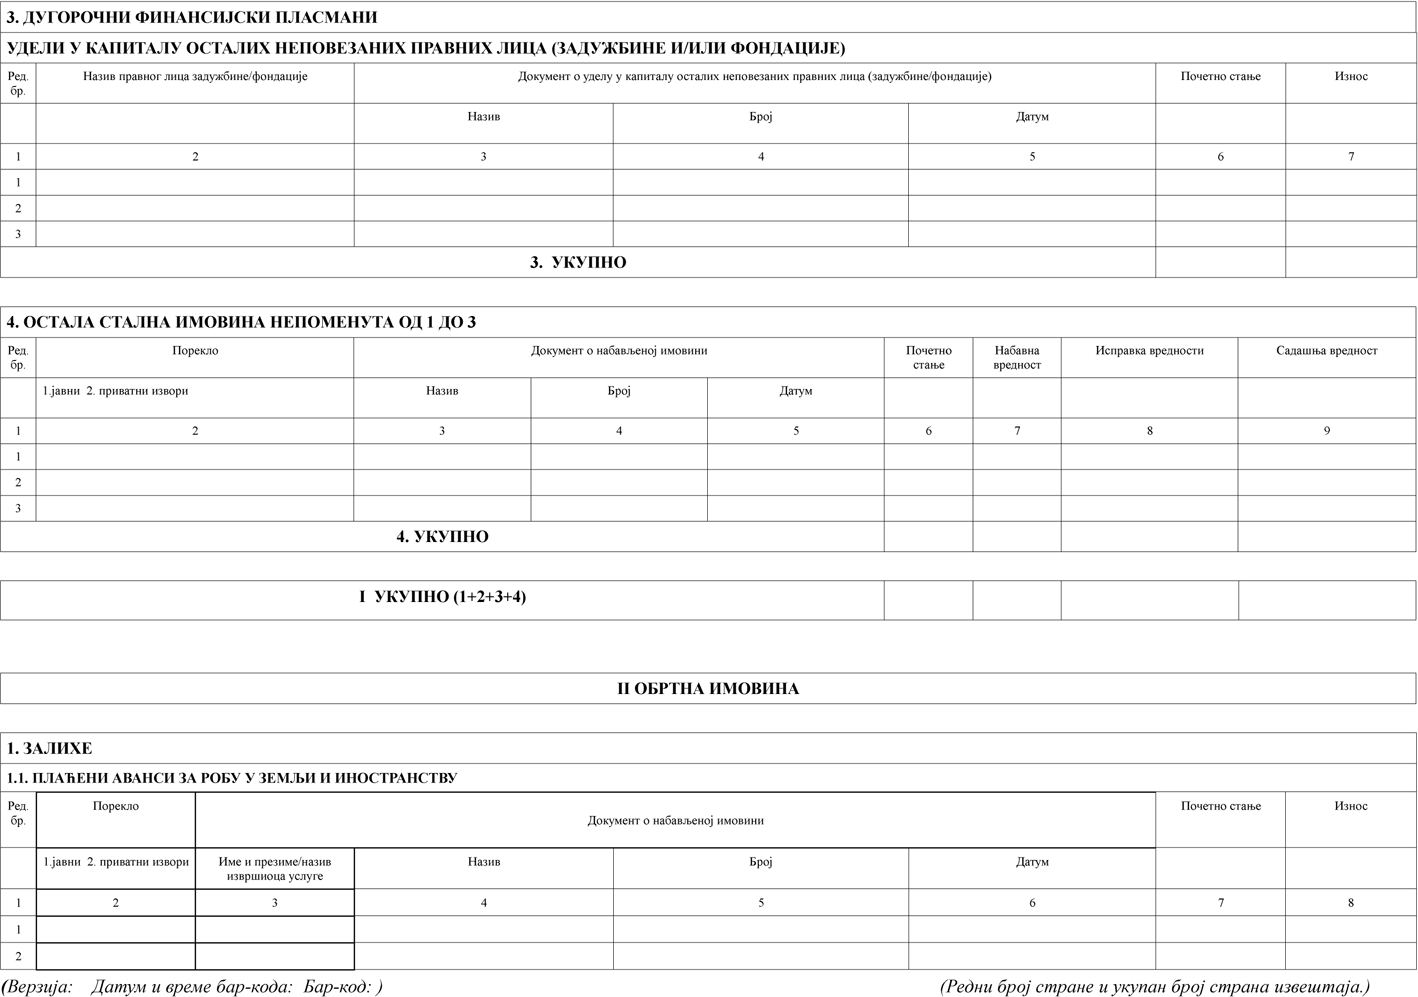 3. ДУГОРОЧНИ ФИНАНСИЈСКИ ПЛАСМАНИ
УДЕЛИ У КАПИТАЛУ ОСТАЛИХ НЕПОВЕЗАНИХ ПРАВНИХ ЛИЦА (ЗАДУЖБИНЕ И/ИЛИ ФОНДАЦИЈЕ)
Ред. бр. Назив правног лица задужбине/фондације Документ о уделу у капиталу осталих неповезаних правних лица (задужбине/фондације) Почетно стање Износ
Назив Број Датум
1 2 3 4 5 6 7
1
2
3
3. УКУПНО
4. ОСТАЛА СТАЛНА ИМОВИНА НЕПОМЕНУТА ОД 1 ДО 3
Ред. бр. Порекло Документ о набављеној имовини Почетно стање Набавна вредност Исправка вредности Садашња вредност
1.јавни 2. приватни извори Назив Број Датум
1 2 3 4 5 6 7 8 9
1
2
3
4. УКУПНО
I УКУПНО (1+2+3+4)
II ОБРТНА ИМОВИНА
1. ЗАЛИХЕ
1.1. ПЛАЋЕНИ АВАНСИ ЗА РОБУ У ЗЕМЉИ И ИНОСТРАНСТВУ
Ред. бр. Порекло Документ о набављеној имовини Почетно стање Износ
1.јавни 2. приватни извори Име и презиме/назив извршиоца услуге Назив Број Датум
1 2 3 4 5 6 7 8
1
2
(Верзија: Датум и време бар-кода: Бар-код: ) (Редни број стране и укупан број страна извештаја.)